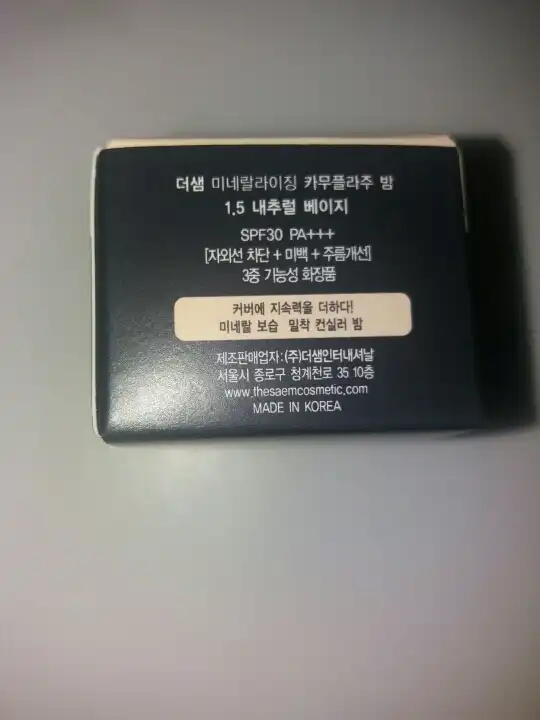 더샘 미네랄라이징 카무플라주 밤
1.5 내추럴 베이지
SPF30 PA+++
[자외선 차단 + 미백 + 주름개선]
3중 기능성 화장품
커버에 지속력을 더하다!
미네랄 보습 밀착 컨실러 밤
제조판매업자: (주)더샘인터내셔날
서울시 종로구 청계천로 35 10층
www.thesaemcosmetic.com
MADE IN KOREA